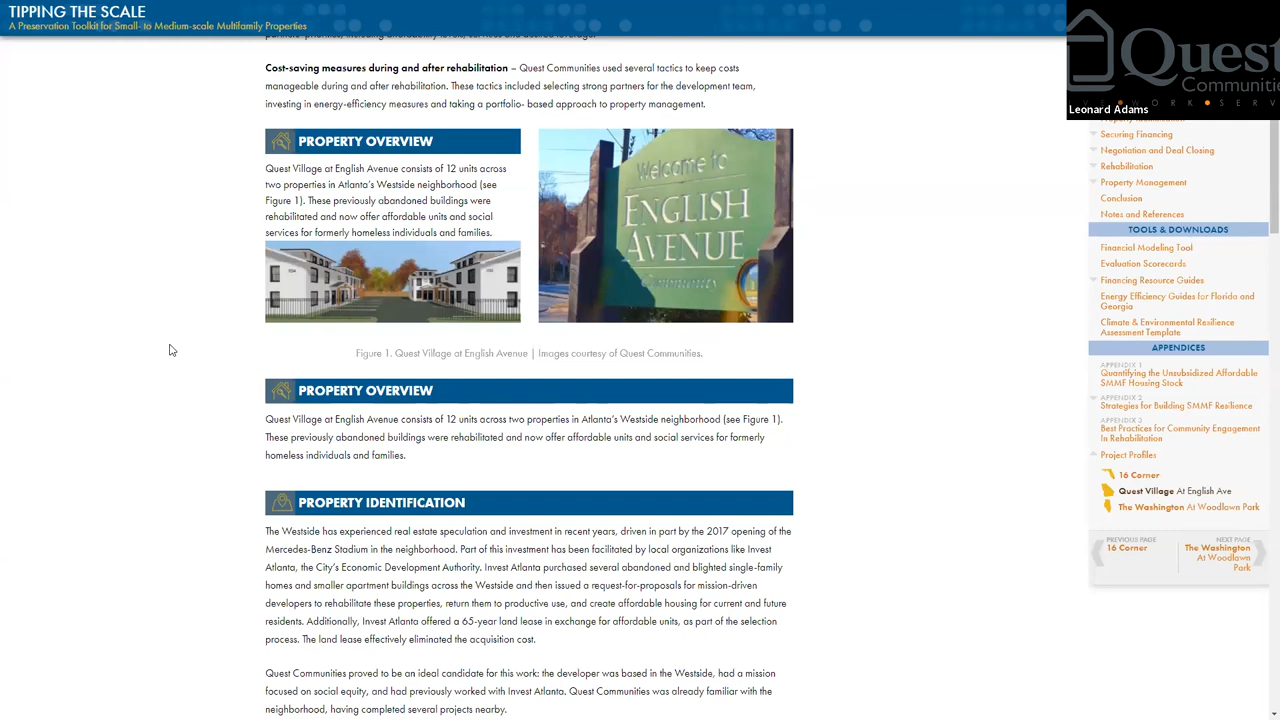 TIPPING THE SCALE
A Preservation Toolkit for Small- to Medium-scale Multifamily Properties
Quest
Communitie
V E W O R K S E R V
Leonard Adams
Cost-saving measures during and after rehabilitation – Quest Communities used several tactics to keep costs
manageable during and after rehabilitation. These tactics included selecting strong partners for the development team,
investing in energy-efficiency measures and taking a portfolio- based approach to property management.
PROPERTY OVERVIEW
Quest Village at English Avenue consists of 12 units across
two properties in Atlanta's Westside neighborhood (see
Figure 1). These previously abandoned buildings were
rehabilitated and now offer affordable units and social
services for formerly homeless individuals and families.
Welcome to
ENGLISH
AVENUE
Community
Figure 1. Quest Village at English Avenue | Images courtesy of Quest Communities.
PROPERTY OVERVIEW
Quest Village at English Avenue consists of 12 units across two properties in Atlanta's Westside neighborhood (see Figure 1).
These previously abandoned buildings were rehabilitated and now offer affordable units and social services for formerly
homeless individuals and families.
PROPERTY IDENTIFICATION
The Westside has experienced real estate speculation and investment in recent years, driven in part by the 2017 opening of the
Mercedes-Benz Stadium in the neighborhood. Part of this investment has been facilitated by local organizations like Invest
Atlanta, the City's Economic Development Authority. Invest Atlanta purchased several abandoned and blighted single-family
homes and smaller apartment buildings across the Westside and then issued a request-for-proposals for mission-driven
developers to rehabilitate these properties, return them to productive use, and create affordable housing for current and future
residents. Additionally, Invest Atlanta offered a 65-year land lease in exchange for affordable units, as part of the selection
process. The land lease effectively eliminated the acquisition cost.
Quest Communities proved to be an ideal candidate for this work: the developer was based in the Westside, had a mission
focused on social equity, and had previously worked with Invest Atlanta. Quest Communities was already familiar with the
neighborhood, having completed several projects nearby.
Securing Financing
Negotiation and Deal Closing
Rehabilitation
Property Management
Conclusion
Notes and References
TOOLS & DOWNLOADS
Financial Modeling Tool
Evaluation Scorecards
Financing Resource Guides
Energy Efficiency Guides for Florida and
Georgia
Climate & Environmental Resilience
Assessment Template
APPENDICES
APPENDIX 1
Quantifying the Unsubsidized Affordable
SMMF Housing Stock
APPENDIX 2
Strategies for Building SMMF Resilience
APPENDIX 3
Best Practices for Community Engagement
In Rehabilitation
Project Profiles
16 Corner
Quest Village At English Ave
The Washington At Woodlawn Park
PREVIOUS PAGE
16 Corner
NEXT PAGE
The Washington
At Woodlawn
Park